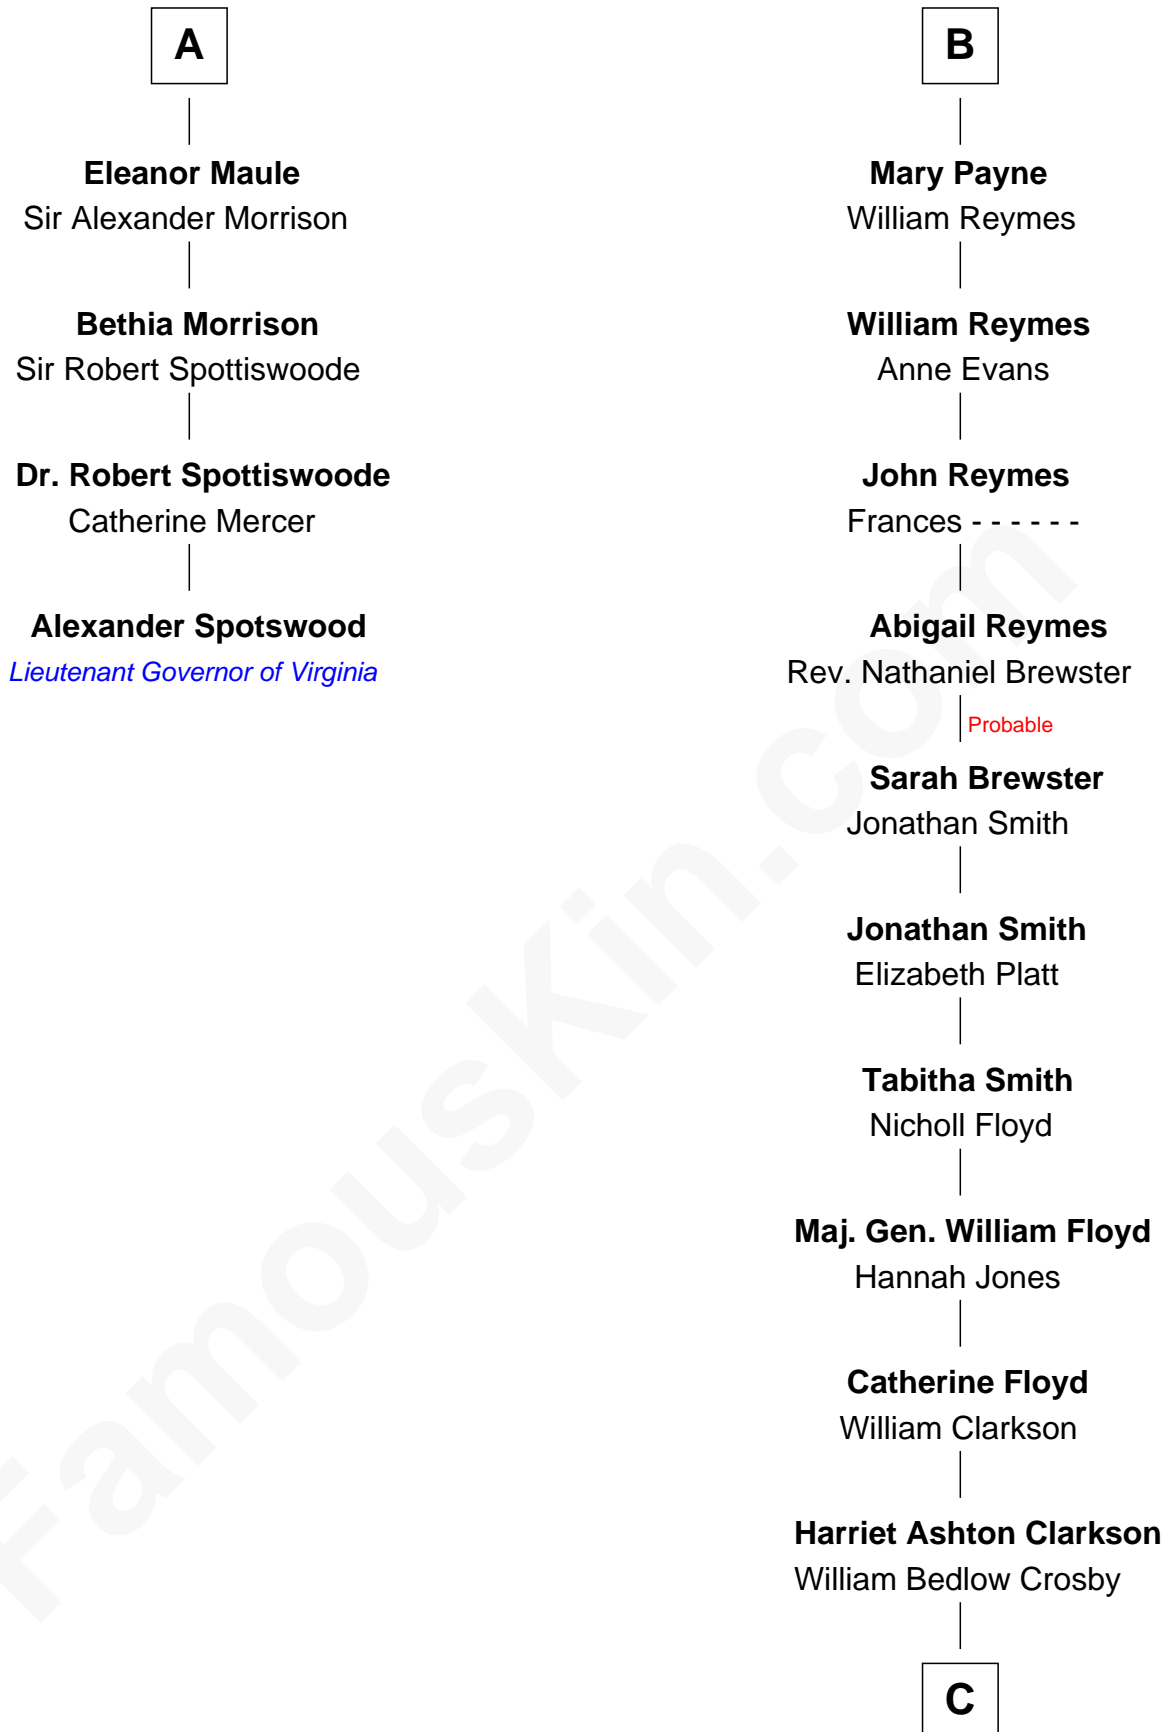 A
Eleanor Maule
Sir Alexander Morrison
Bethia Morrison
Sir Robert Spottiswoode
Dr. Robert Spottiswoode
Catherine Mercer
Alexander Spotswood
Lieutenant Governor of Virginia
B
Mary Payne
William Reymes
William Reymes
Anne Evans
John Reymes
Frances - - - - - -
Abigail Reymes
Rev. Nathaniel Brewster
Probable
Sarah Brewster
Jonathan Smith
Jonathan Smith
Elizabeth Platt
Tabitha Smith
Nicholl Floyd
Maj. Gen. William Floyd
Hannah Jones
Catherine Floyd
William Clarkson
Harriet Ashton Clarkson
William Bedlow Crosby
C
FamousKin.com